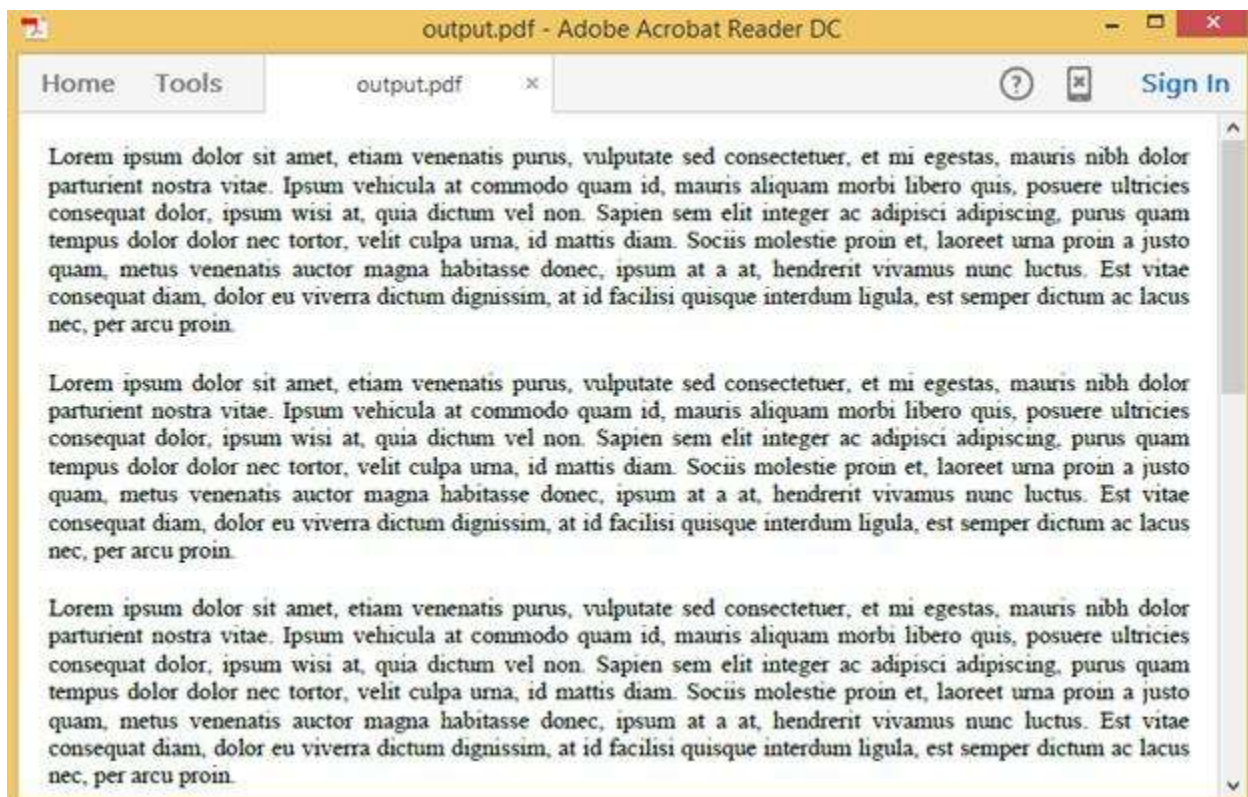 output.pdf - Adobe Acrobat Reader DC
Home Tools output.pdf Sign In
Lorem ipsum dolor sit amet, etiam venenatis purus, vulputate sed consectetuer, et mi egestas, mauris nibh dolor
parturient nostra vitae. Ipsum vehicula at commodo quam id, mauris aliquam morbi libero quis, posuere ultricies
consequat dolor, ipsum wisi at, quia dictum vel non. Sapien sem elit integer ac adipisci adipiscing, purus quam
tempus dolor dolor nec tortor, velit culpa urna, id mattis diam. Sociis molestie proin et, laoreet urna proin a justo
quam, metus venenatis auctor magna habitasse donec, ipsum at a at, hendrerit vivamus nunc luctus. Est vitae
consequat diam, dolor eu viverra dictum dignissim, at id facilisi quisque interdum ligula, est semper dictum ac lacus
nec, per arcu proin.
Lorem ipsum dolor sit amet, etiam venenatis purus, vulputate sed consectetuer, et mi egestas, mauris nibh dolor
parturient nostra vitae. Ipsum vehicula at commodo quam id, mauris aliquam morbi libero quis, posuere ultricies
consequat dolor, ipsum wisi at, quia dictum vel non. Sapien sem elit integer ac adipisci adipiscing, purus quam
tempus dolor dolor nec tortor, velit culpa urna, id mattis diam. Sociis molestie proin et, laoreet urna proin a justo
quam, metus venenatis auctor magna habitasse donec, ipsum at a at, hendrerit vivamus nunc luctus. Est vitae
consequat diam, dolor eu viverra dictum dignissim, at id facilisi quisque interdum ligula, est semper dictum ac lacus
nec, per arcu proin.
Lorem ipsum dolor sit amet, etiam venenatis purus, vulputate sed consectetuer, et mi egestas, mauris nibh dolor
parturient nostra vitae. Ipsum vehicula at commodo quam id, mauris aliquam morbi libero quis, posuere ultricies
consequat dolor, ipsum wisi at, quia dictum vel non. Sapien sem elit integer ac adipisci adipiscing, purus quam
tempus dolor dolor nec tortor, velit culpa urna, id mattis diam. Sociis molestie proin et, laoreet urna proin a justo
quam, metus venenatis auctor magna habitasse donec, ipsum at a at, hendrerit vivamus nunc luctus. Est vitae
consequat diam, dolor eu viverra dictum dignissim, at id facilisi quisque interdum ligula, est semper dictum ac lacus
nec, per arcu proin.